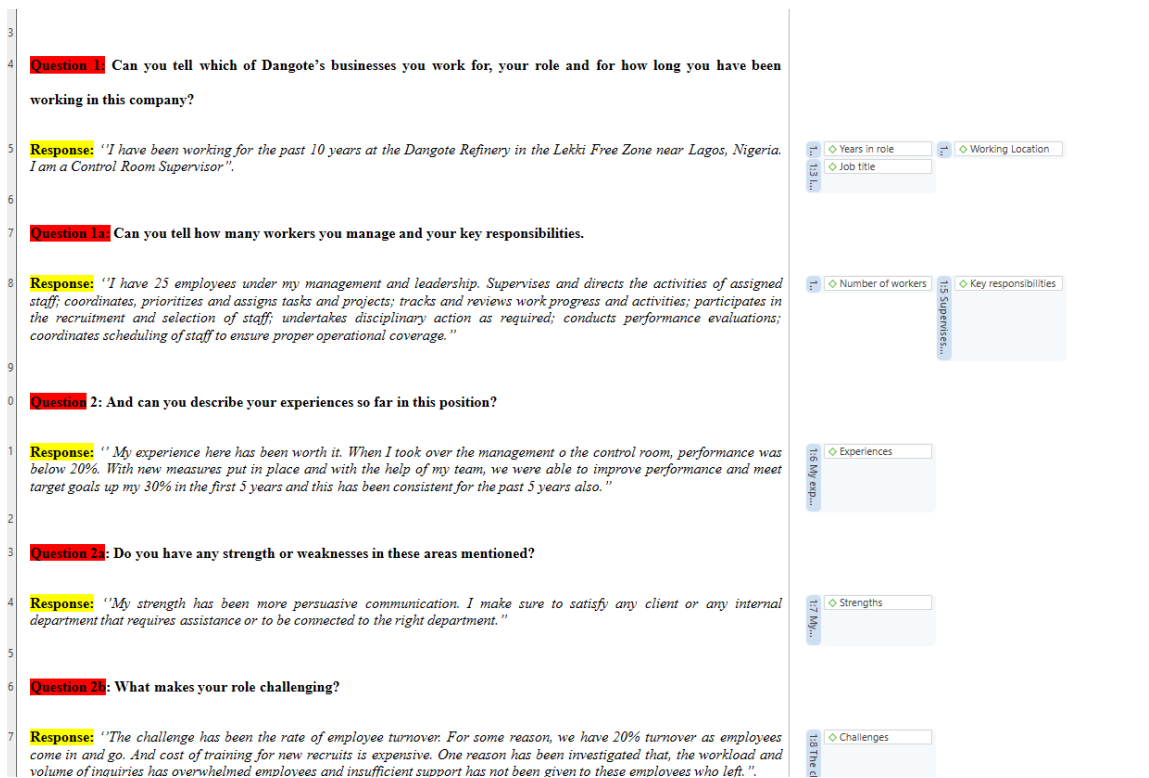 3
4 Question 1: Can you tell which of Dangote's businesses you work for, your role and for how long you have been
working in this company?
5 Response: ‘’I have been working for the past 10 years at the Dangote Refinery in the Lekki Free Zone near Lagos, Nigeria.
I am a Control Room Supervisor”.
1.. Years in role 1.. Working Location
1:3 I... Job title
6
7 Question 1a: Can you tell how many workers you manage and your key responsibilities.
8 Response: ‘’I have 25 employees under my management and leadership. Supervises and directs the activities of assigned
staff; coordinates, prioritizes and assigns tasks and projects; tracks and reviews work progress and activities; participates in
the recruitment and selection of staff; undertakes disciplinary action as required; conducts performance evaluations;
coordinates scheduling of staff to ensure proper operational coverage.”
1.. Number of workers 1:5 Supervises... Key responsibilities
9
0 Question 2: And can you describe your experiences so far in this position?
1 Response: ‘’ My experience here has been worth it. When I took over the management o the control room, performance was
below 20%. With new measures put in place and with the help of my team, we were able to improve performance and meet
target goals up my 30% in the first 5 years and this has been consistent for the past 5 years also.”
1:6 My exp... Experiences
2
3 Question 2a: Do you have any strength or weaknesses in these areas mentioned?
4 Response: ‘’My strength has been more persuasive communication. I make sure to satisfy any client or any internal
department that requires assistance or to be connected to the right department.”
1:7 My... Strengths
5
6 Question 2b: What makes your role challenging?
7 Response: ‘’The challenge has been the rate of employee turnover. For some reason, we have 20% turnover as employees
come in and go. And cost of training for new recruits is expensive. One reason has been investigated that, the workload and
volume of inquiries has overwhelmed employees and insufficient support has not been given to these employees who left.”.
1:8 The Challenges